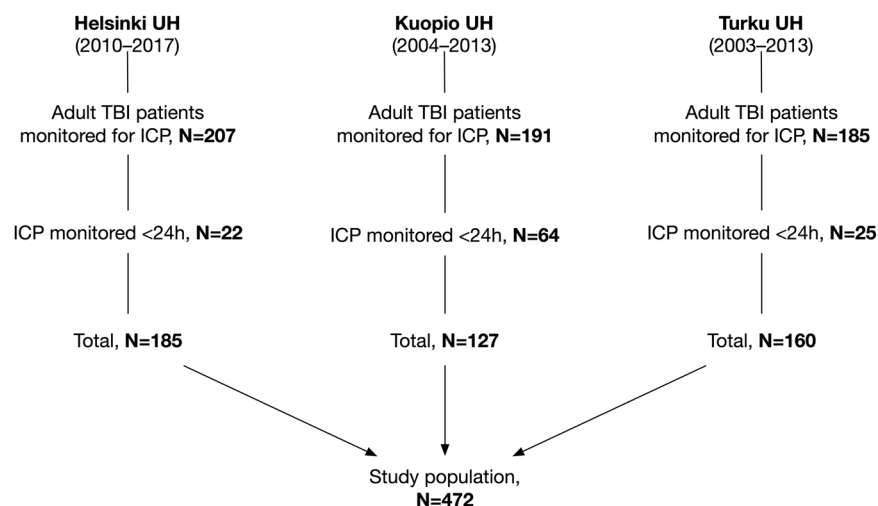 Helsinki UH
(2010–2017)
Adult TBI patients
monitored for ICP, N=207
ICP monitored <24h, N=22
Total, N=185
Kuopio UH
(2004–2013)
Adult TBI patients
monitored for ICP, N=191
ICP monitored <24h, N=64
Total, N=127
Turku UH
(2003–2013)
Adult TBI patients
monitored for ICP, N=185
ICP monitored <24h, N=25
Total, N=160
Study population,
N=472